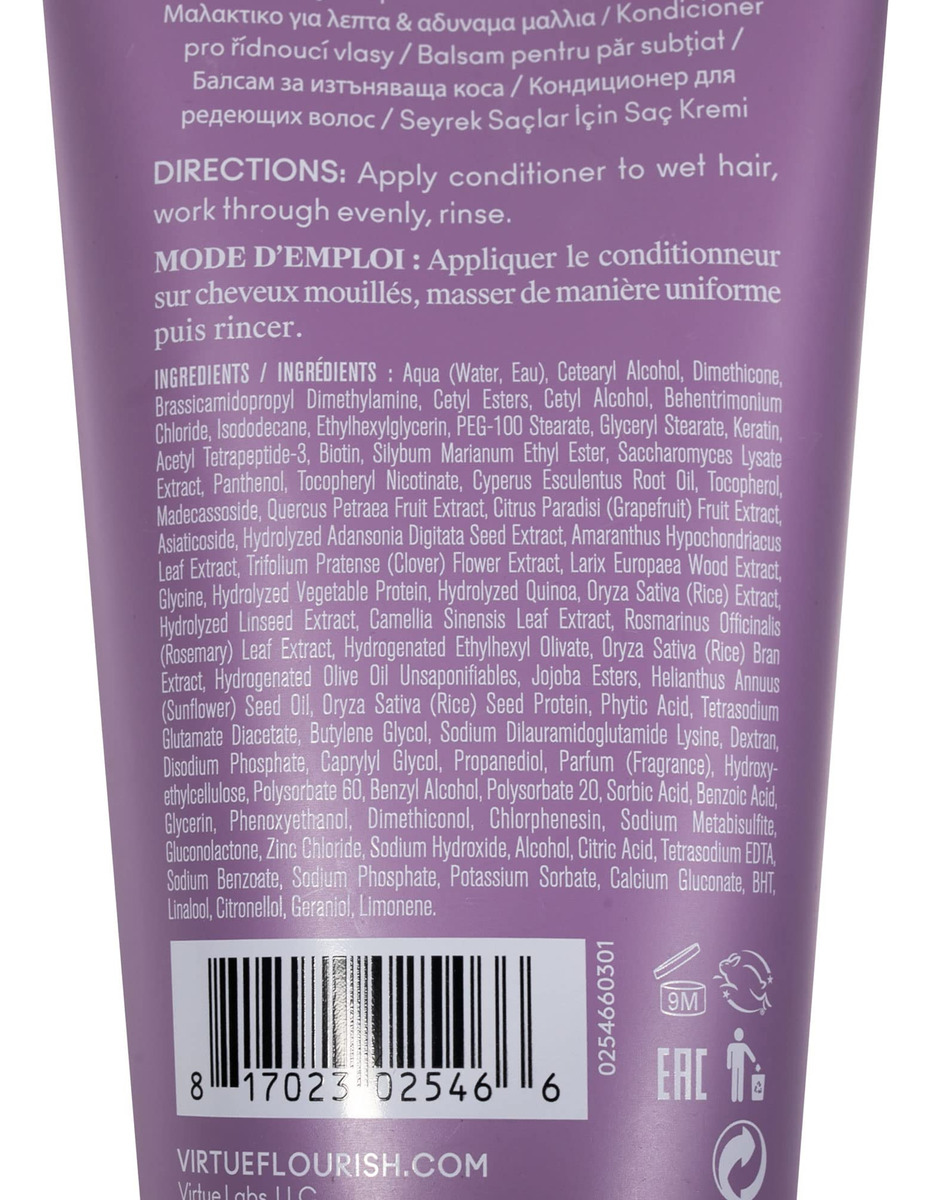 Μαλακτικο για λεπτα & αδυναμα μαλλια / Kondicioner
pro řídnoucí vlasy / Balsam pentru păr subțiat /
Балсам за изтъняваща коса / Кондиционер для
редеющих волос / Seyrek Saçlar İçin Saç Kremi
DIRECTIONS: Apply conditioner to wet hair,
work through evenly, rinse.
MODE D'EMPLOI : Appliquer le conditionneur
sur cheveux mouillés, masser de manière uniforme
puis rincer.
INGREDIENTS / INGRÉDIENTS : Aqua (Water, Eau), Cetearyl Alcohol, Dimethicone,
Brassicamidopropyl Dimethylamine, Cetyl Esters, Cetyl Alcohol, Behentrimonium
Chloride, Isododecane, Ethylhexylglycerin, PEG-100 Stearate, Glyceryl Stearate, Keratin,
Acetyl Tetrapeptide-3, Biotin, Silybum Marianum Ethyl Ester, Saccharomyces Lysate
Extract, Panthenol, Tocopheryl Nicotinate, Cyperus Esculentus Root Oil, Tocopherol,
Madecassoside, Quercus Petraea Fruit Extract, Citrus Paradisi (Grapefruit) Fruit Extract,
Asiaticoside, Hydrolyzed Adansonia Digitata Seed Extract, Amaranthus Hypochondriacus
Leaf Extract, Trifolium Pratense (Clover) Flower Extract, Larix Europaea Wood Extract,
Glycine, Hydrolyzed Vegetable Protein, Hydrolyzed Quinoa, Oryza Sativa (Rice) Extract,
Hydrolyzed Linseed Extract, Camellia Sinensis Leaf Extract, Rosmarinus Officinalis
(Rosemary) Leaf Extract, Hydrogenated Ethylhexyl Olivate, Oryza Sativa (Rice) Bran
Extract, Hydrogenated Olive Oil Unsaponifiables, Jojoba Esters, Helianthus Annuus
(Sunflower) Seed Oil, Oryza Sativa (Rice) Seed Protein, Phytic Acid, Tetrasodium
Glutamate Diacetate, Butylene Glycol, Sodium Dilauramidoglutamide Lysine, Dextran,
Disodium Phosphate, Caprylyl Glycol, Propanediol, Parfum (Fragrance), Hydroxy-
ethylcellulose, Polysorbate 60, Benzyl Alcohol, Polysorbate 20, Sorbic Acid, Benzoic Acid,
Glycerin, Phenoxyethanol, Dimethiconol, Chlorphenesin, Sodium Metabisulfite,
Gluconolactone, Zinc Chloride, Sodium Hydroxide, Alcohol, Citric Acid, Tetrasodium EDTA,
Sodium Benzoate, Sodium Phosphate, Potassium Sorbate, Calcium Gluconate, BHT,
Linalool, Citronellol, Geraniol, Limonene.
8 17023 02546 6
0254660301
9M
EAC
VIRTUEFLOURISH.COM
Virtue Labs, LLC